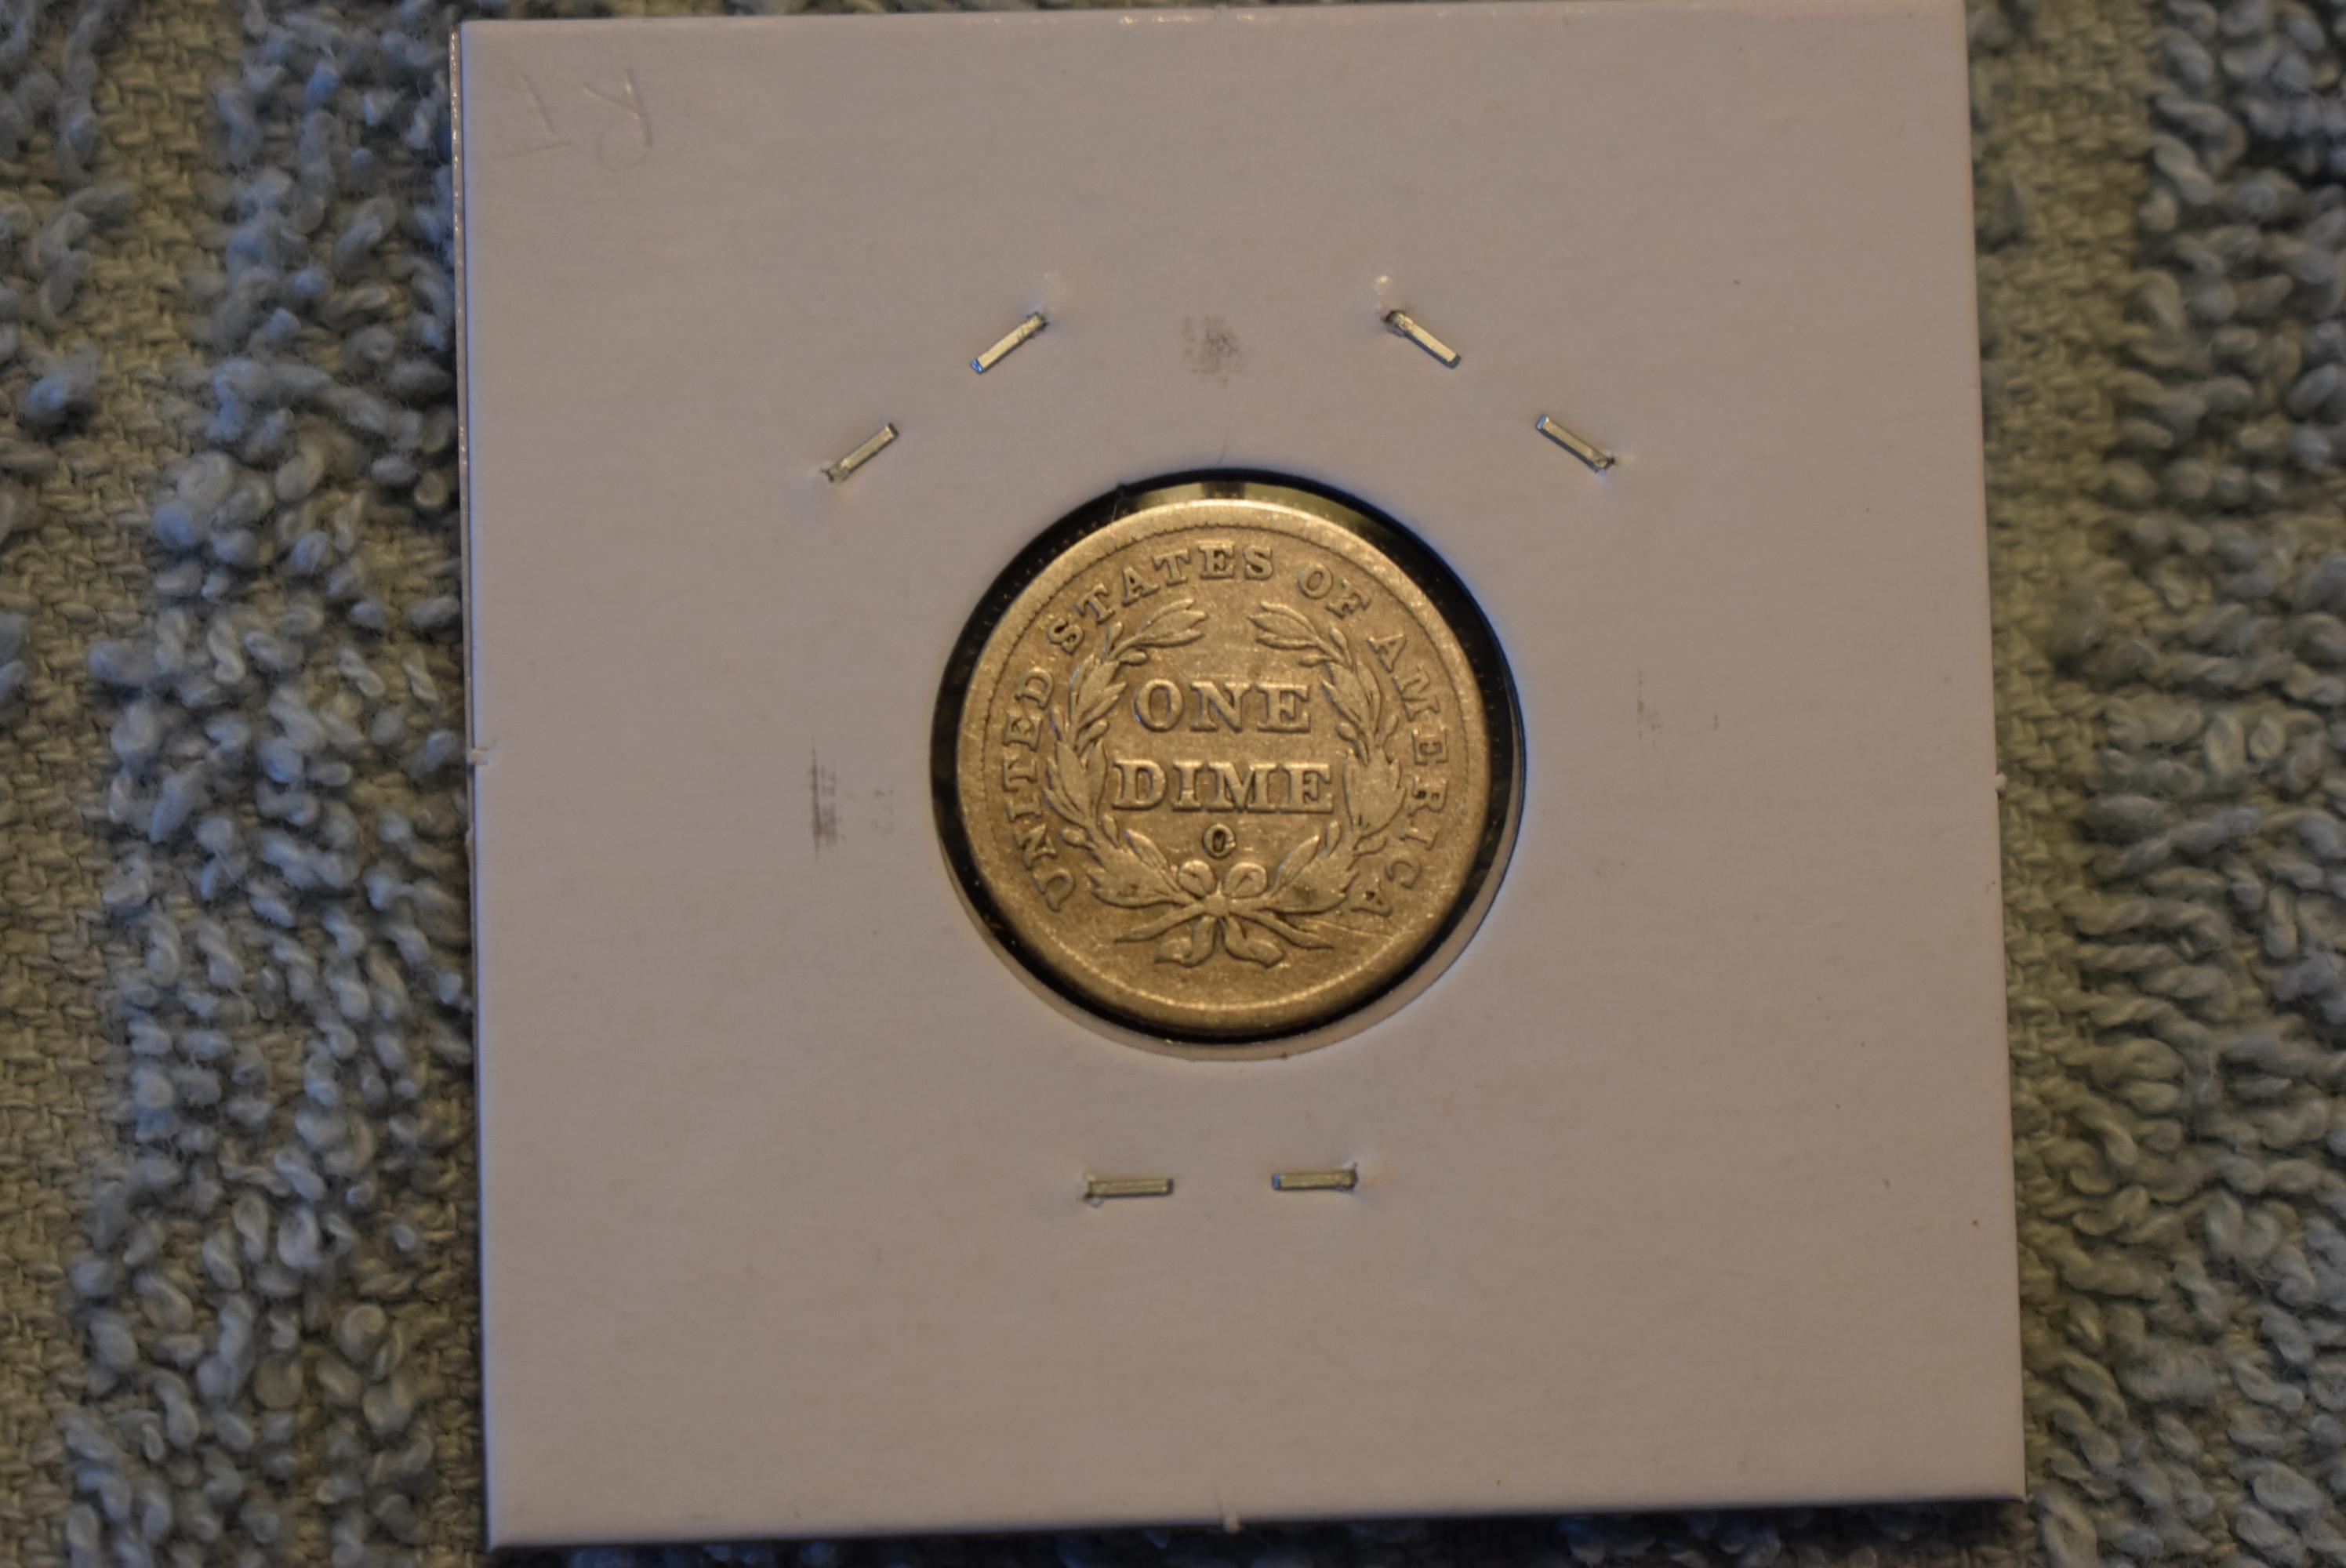 UNITED STATES OF AMERICA
ONE
DIME
O